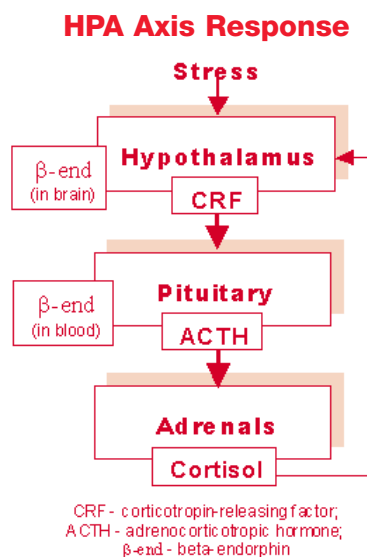 HPA Axis Response
Stress
Hypothalamus
β-end
(in brain)
CRF
Pituitary
β-end
(in blood)
ACTH
Adrenals
Cortisol
CRF - corticotropin-releasing factor;
ACTH - adrenocorticotropic hormone;
β-end - beta-endorphin